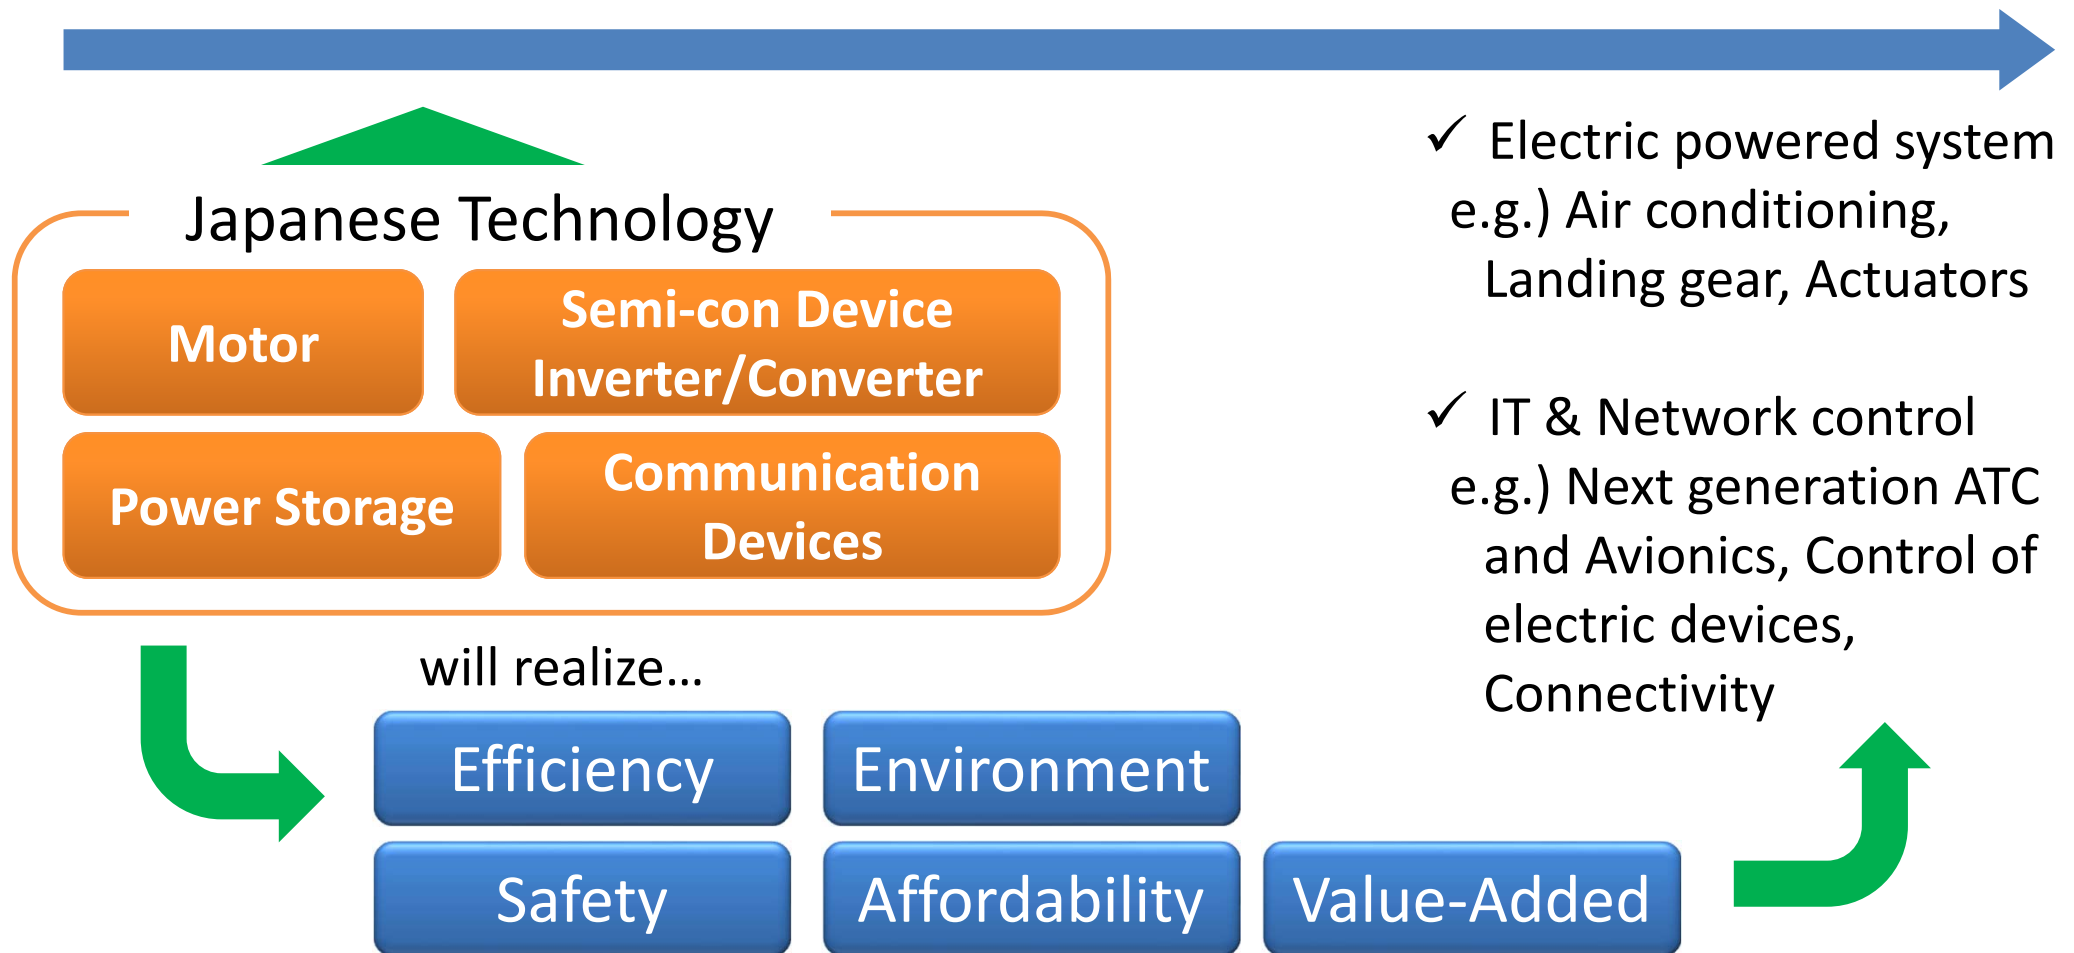 Japanese Technology
Motor
Semi-con Device
Inverter/Converter
Power Storage
Communication
Devices
will realize...
Efficiency
Environment
Safety
Affordability
Value-Added
✓ Electric powered system
e.g.) Air conditioning,
Landing gear, Actuators
✓ IT & Network control
e.g.) Next generation ATC
and Avionics, Control of
electric devices,
Connectivity